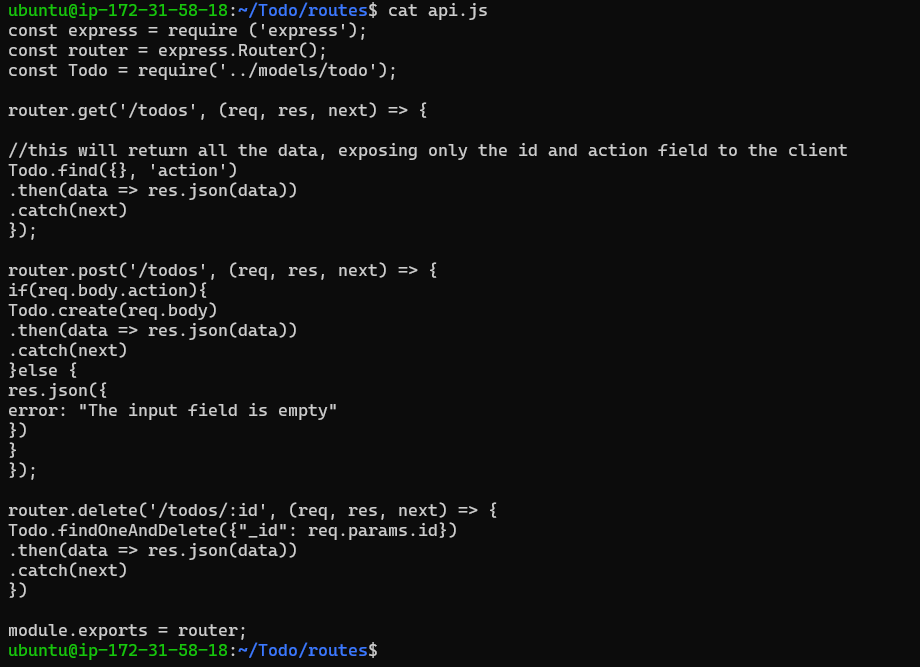 ubuntu@ip-172-31-58-18:~/Todo/routes$ cat api.js
const express = require ('express');
const router = express.Router();
const Todo = require('../models/todo');

router.get('/todos', (req, res, next) => {

//this will return all the data, exposing only the id and action field to the client
Todo.find({}, 'action')
.then(data => res.json(data))
.catch(next)
});

router.post('/todos', (req, res, next) => {
if(req.body.action){
Todo.create(req.body)
.then(data => res.json(data))
.catch(next)
}else {
res.json({
error: "The input field is empty"
})
}
});

router.delete('/todos/:id', (req, res, next) => {
Todo.findOneAndDelete({"_id": req.params.id})
.then(data => res.json(data))
.catch(next)
})

module.exports = router;
ubuntu@ip-172-31-58-18:~/Todo/routes$